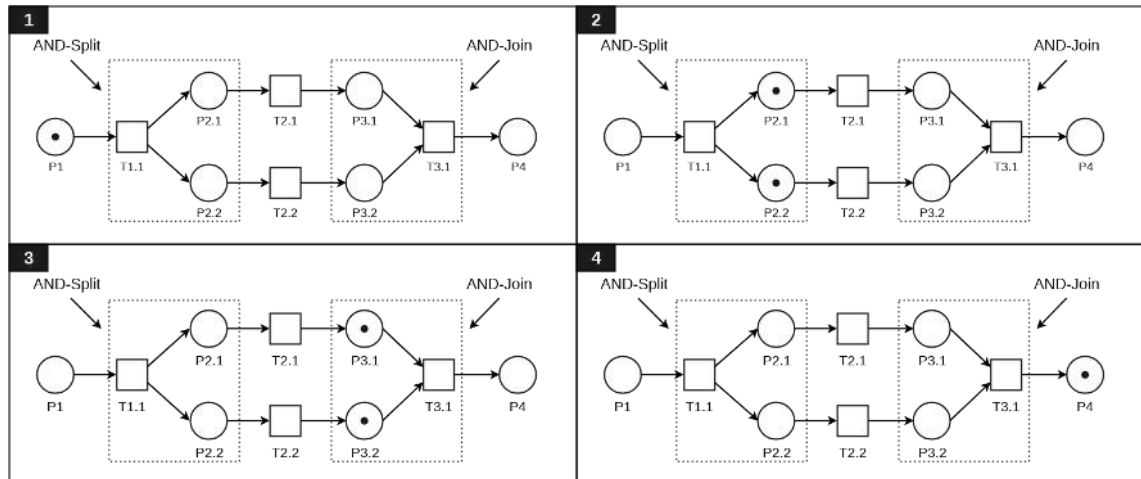 1
AND-Split
AND-Join
P2.1 T2.1 P3.1
P1 T1.1 T3.1 P4
P2.2 T2.2 P3.2
2
AND-Split
AND-Join
P2.1 T2.1 P3.1
P1 T1.1 T3.1 P4
P2.2 T2.2 P3.2
3
AND-Split
AND-Join
P2.1 T2.1 P3.1
P1 T1.1 T3.1 P4
P2.2 T2.2 P3.2
4
AND-Split
AND-Join
P2.1 T2.1 P3.1
P1 T1.1 T3.1 P4
P2.2 T2.2 P3.2